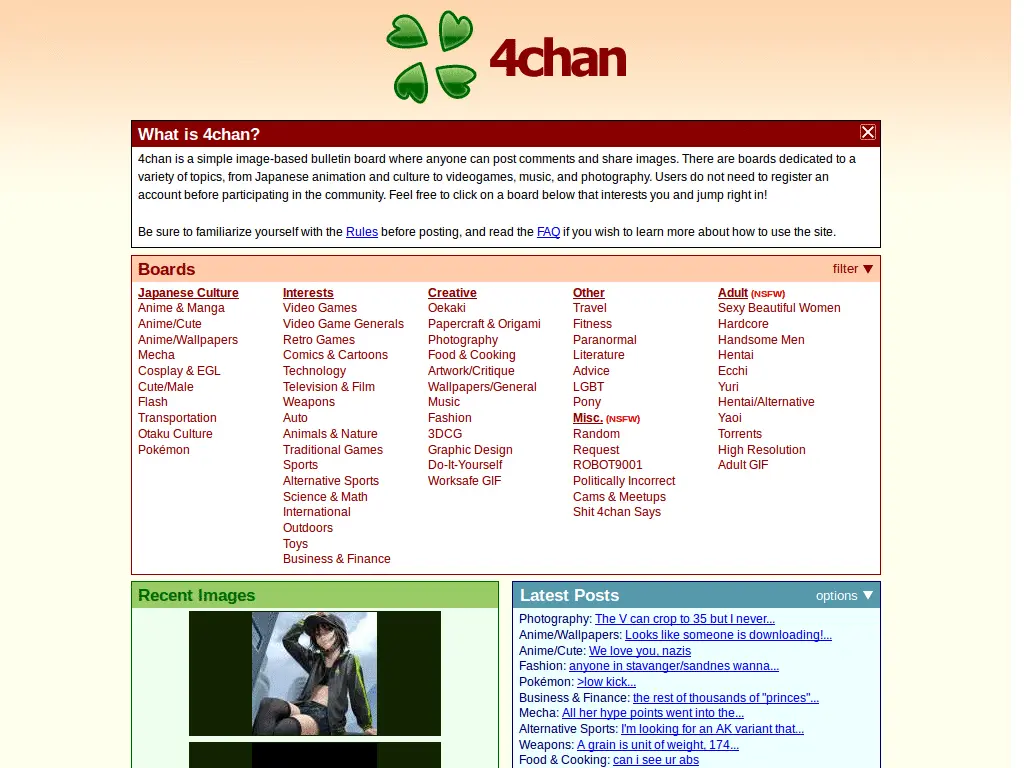 4chan
What is 4chan?
4chan is a simple image-based bulletin board where anyone can post comments and share images. There are boards dedicated to a
variety of topics, from Japanese animation and culture to videogames, music, and photography. Users do not need to register an
account before participating in the community. Feel free to click on a board below that interests you and jump right in!
Be sure to familiarize yourself with the Rules before posting, and read the FAQ if you wish to learn more about how to use the site.
Boards
filter ▼
Japanese Culture
Anime & Manga
Anime/Cute
Anime/Wallpapers
Mecha
Cosplay & EGL
Cute/Male
Flash
Transportation
Otaku Culture
Pokémon
Interests
Video Games
Video Game Generals
Retro Games
Comics & Cartoons
Technology
Television & Film
Weapons
Auto
Animals & Nature
Traditional Games
Sports
Alternative Sports
Science & Math
International
Outdoors
Toys
Business & Finance
Creative
Oekaki
Papercraft & Origami
Photography
Food & Cooking
Artwork/Critique
Wallpapers/General
Music
Fashion
3DCG
Graphic Design
Do-It-Yourself
Worksafe GIF
Other
Travel
Fitness
Paranormal
Literature
Advice
LGBT
Pony
Misc. (NSFW)
Random
Request
ROBOT9001
Politically Incorrect
Cams & Meetups
Shit 4chan Says
Adult (NSFW)
Sexy Beautiful Women
Hardcore
Handsome Men
Hentai
Ecchi
Yuri
Hentai/Alternative
Yaoi
Torrents
High Resolution
Adult GIF
Recent Images
Latest Posts
options ▼
Photography: The V can crop to 35 but I never...
Anime/Wallpapers: Looks like someone is downloading!...
Anime/Cute: We love you, nazis
Fashion: anyone in stavanger/sandnes wanna...
Pokémon: >low kick...
Business & Finance: the rest of thousands of "princes"...
Mecha: All her hype points went into the...
Alternative Sports: I'm looking for an AK variant that...
Weapons: A grain is unit of weight, 174...
Food & Cooking: can i see ur abs